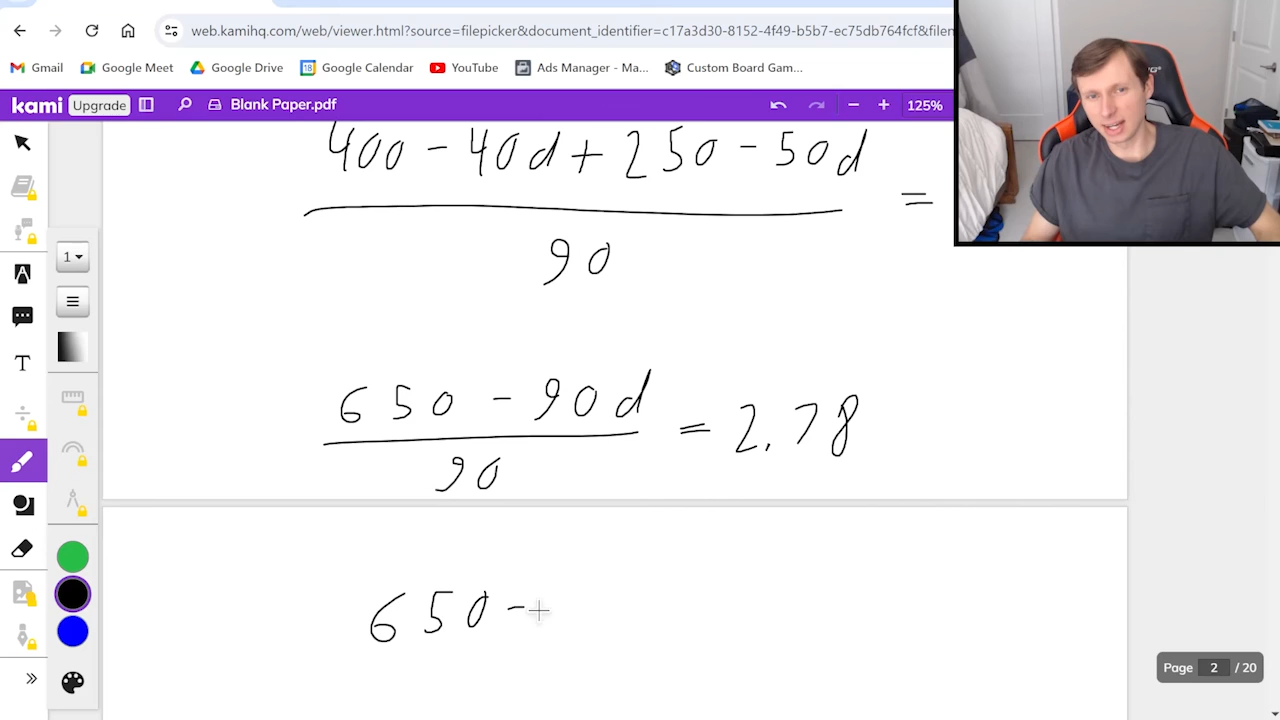 web.kamihq.com/web/viewer.html?source=filepicker&document_identifier=c17a3d30-8152-4f49-b5b7-ec75db764fcf&filen
Gmail Google Meet Google Drive 18 Google Calendar YouTube Ads Manager - Ma... Custom Board Gam...
kami Upgrade Blank Paper.pdf 125%
400 - 40d + 250 - 50d
=
90
1
T
650 - 90d
= 2.78
90
650 -
Page 2 / 20